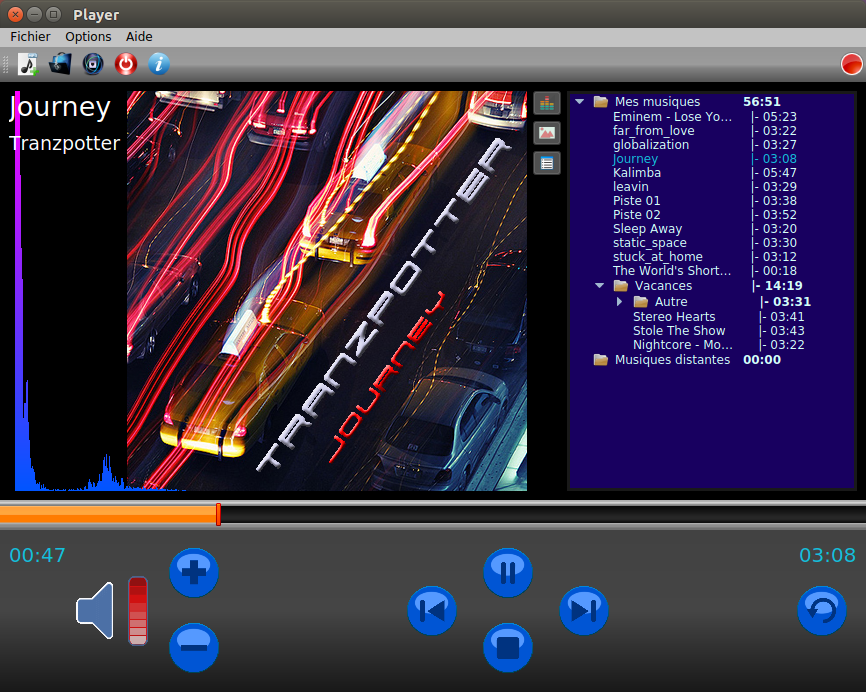 Player
Fichier Options Aide
Journey
Tranzpotter
TRANZPOTTER
JOURNEY
Mes musiques 56:51
Eminem - Lose Yo... |- 05:23
far_from_love |- 03:22
globalization |- 03:27
Journey |- 03:08
Kalimba |- 05:47
leavin |- 03:29
Piste 01 |- 03:38
Piste 02 |- 03:52
Sleep Away |- 03:20
static_space |- 03:30
stuck_at_home |- 03:12
The World's Short... |- 00:18
Vacances |- 14:19
Autre |- 03:31
Stereo Hearts |- 03:41
Stole The Show |- 03:43
Nightcore - Mo... |- 03:22
Musiques distantes 00:00
00:47
03:08